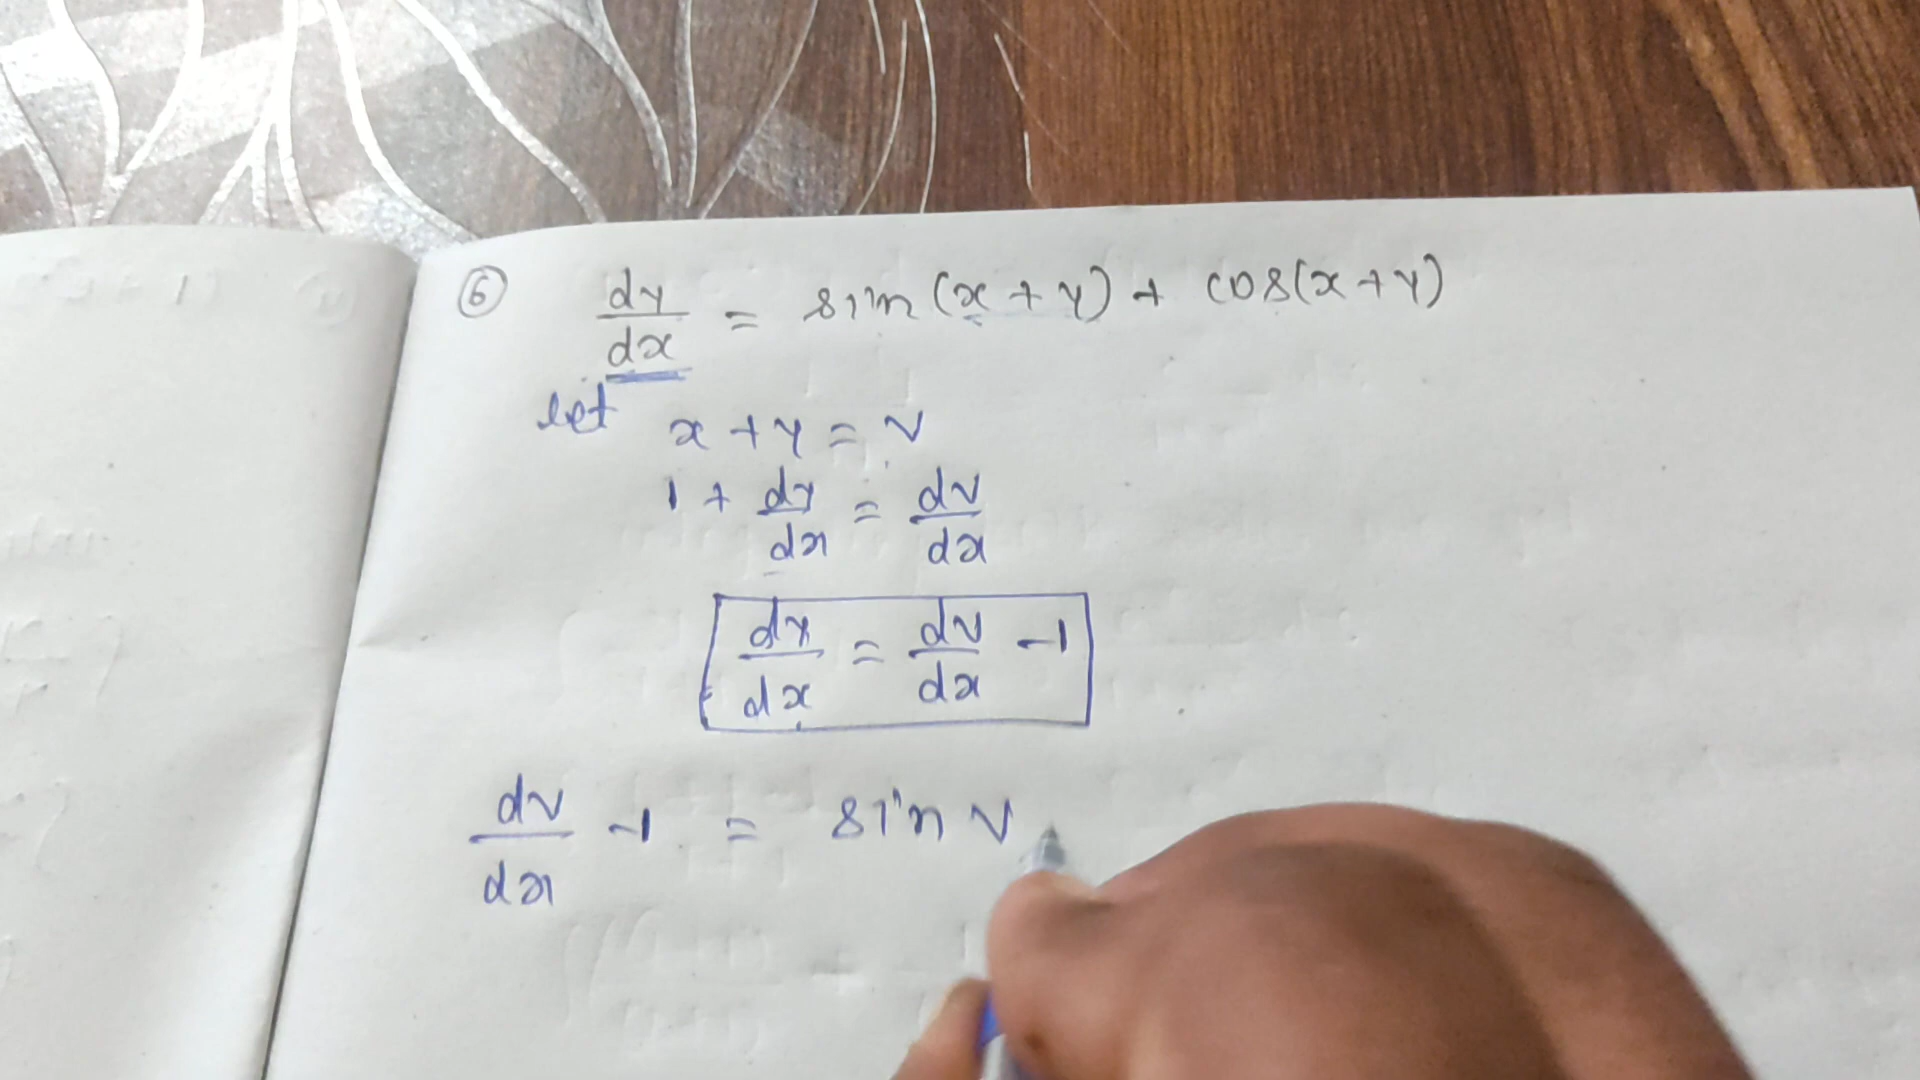 ⑥ dy/dx = sin(x+y) + cos(x+y)
let x + y = v
1 + dy/dx = dv/dx
dy/dx = dv/dx - 1
dv/dx - 1 = sin v